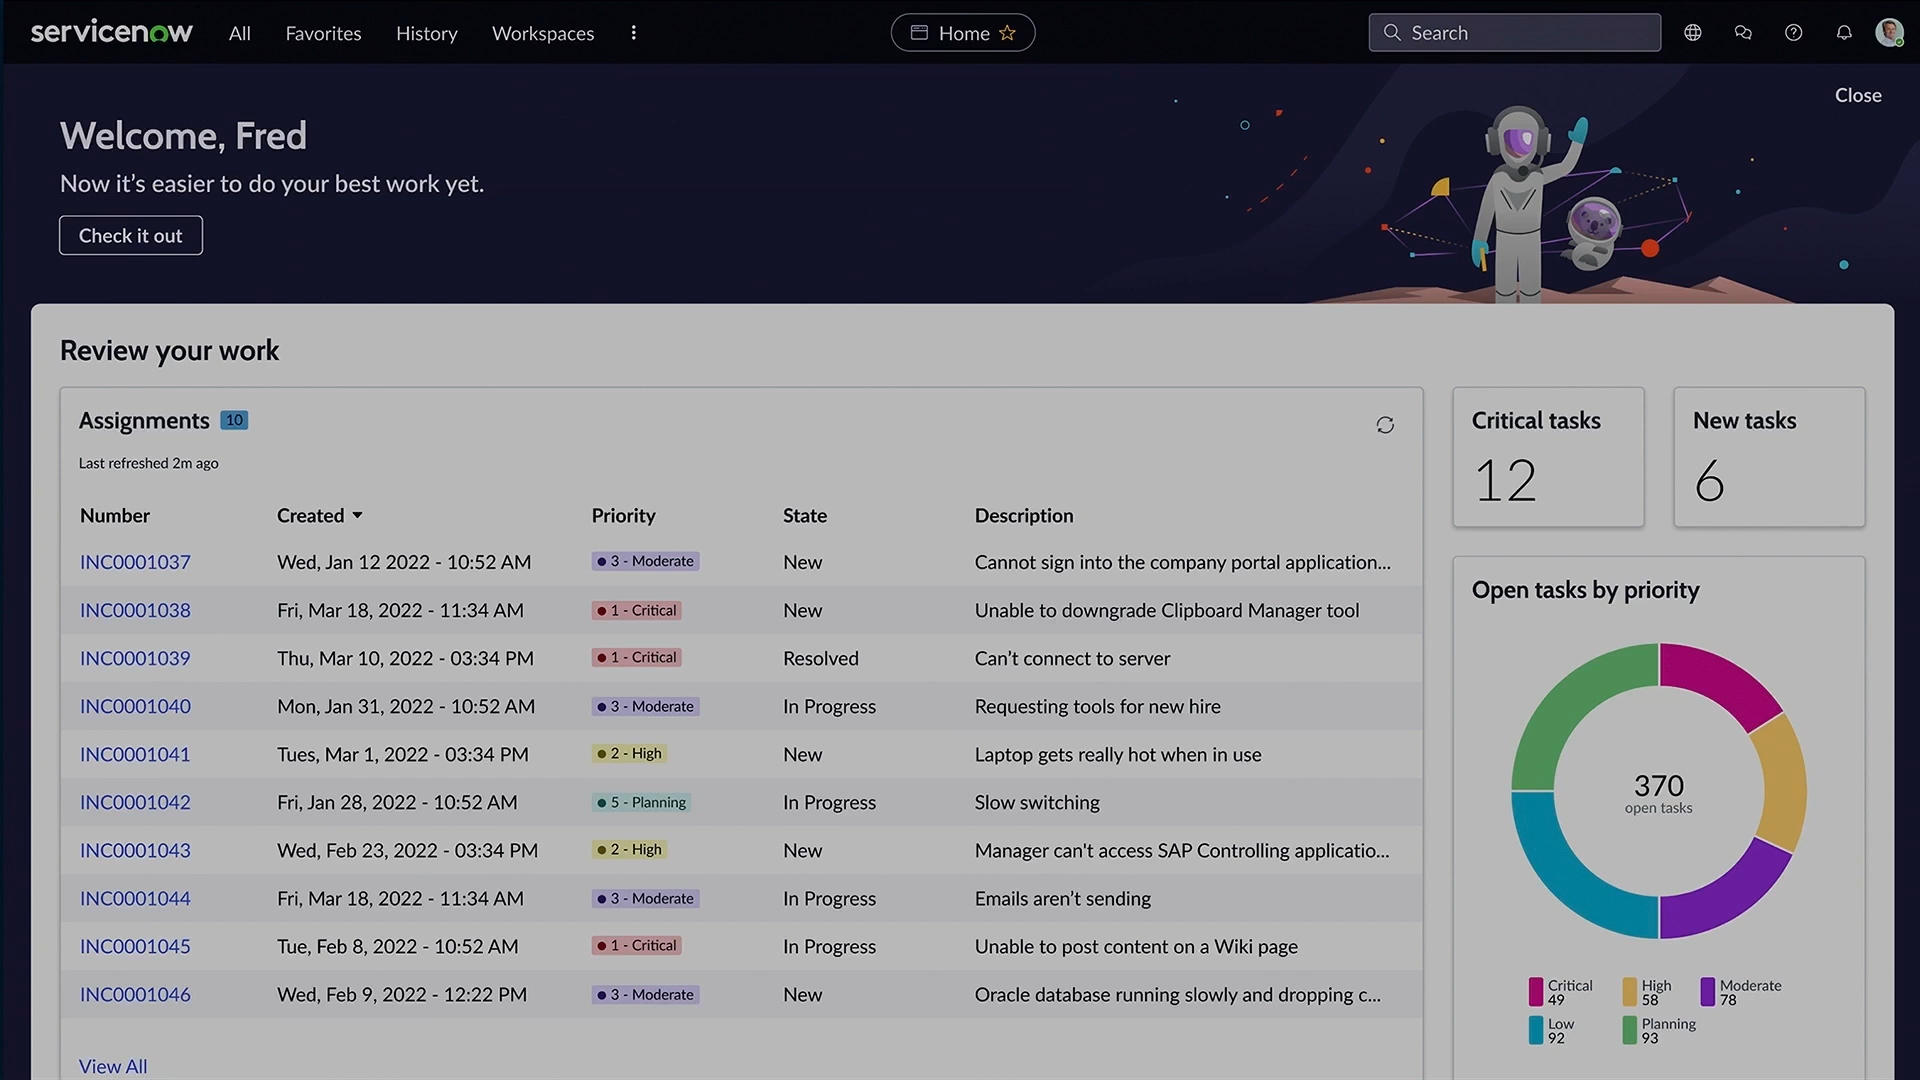 servicenow All Favorites History Workspaces Home Search
Close
Welcome, Fred
Now it’s easier to do your best work yet.
Check it out
Review your work
Assignments 10
Last refreshed 2m ago
Number Created Priority State Description
INC0001037 Wed, Jan 12 2022 - 10:52 AM 3 - Moderate New Cannot sign into the company portal application...
INC0001038 Fri, Mar 18, 2022 - 11:34 AM 1 - Critical New Unable to downgrade Clipboard Manager tool
INC0001039 Thu, Mar 10, 2022 - 03:34 PM 1 - Critical Resolved Can’t connect to server
INC0001040 Mon, Jan 31, 2022 - 10:52 AM 3 - Moderate In Progress Requesting tools for new hire
INC0001041 Tues, Mar 1, 2022 - 03:34 PM 2 - High New Laptop gets really hot when in use
INC0001042 Fri, Jan 28, 2022 - 10:52 AM 5 - Planning In Progress Slow switching
INC0001043 Wed, Feb 23, 2022 - 03:34 PM 2 - High New Manager can't access SAP Controlling applicatio...
INC0001044 Fri, Mar 18, 2022 - 11:34 AM 3 - Moderate In Progress Emails aren’t sending
INC0001045 Tue, Feb 8, 2022 - 10:52 AM 1 - Critical In Progress Unable to post content on a Wiki page
INC0001046 Wed, Feb 9, 2022 - 12:22 PM 3 - Moderate New Oracle database running slowly and dropping c...
View All
Critical tasks
12
New tasks
6
Open tasks by priority
370
open tasks
Critical High Moderate
49 58 78
Low Planning
92 93